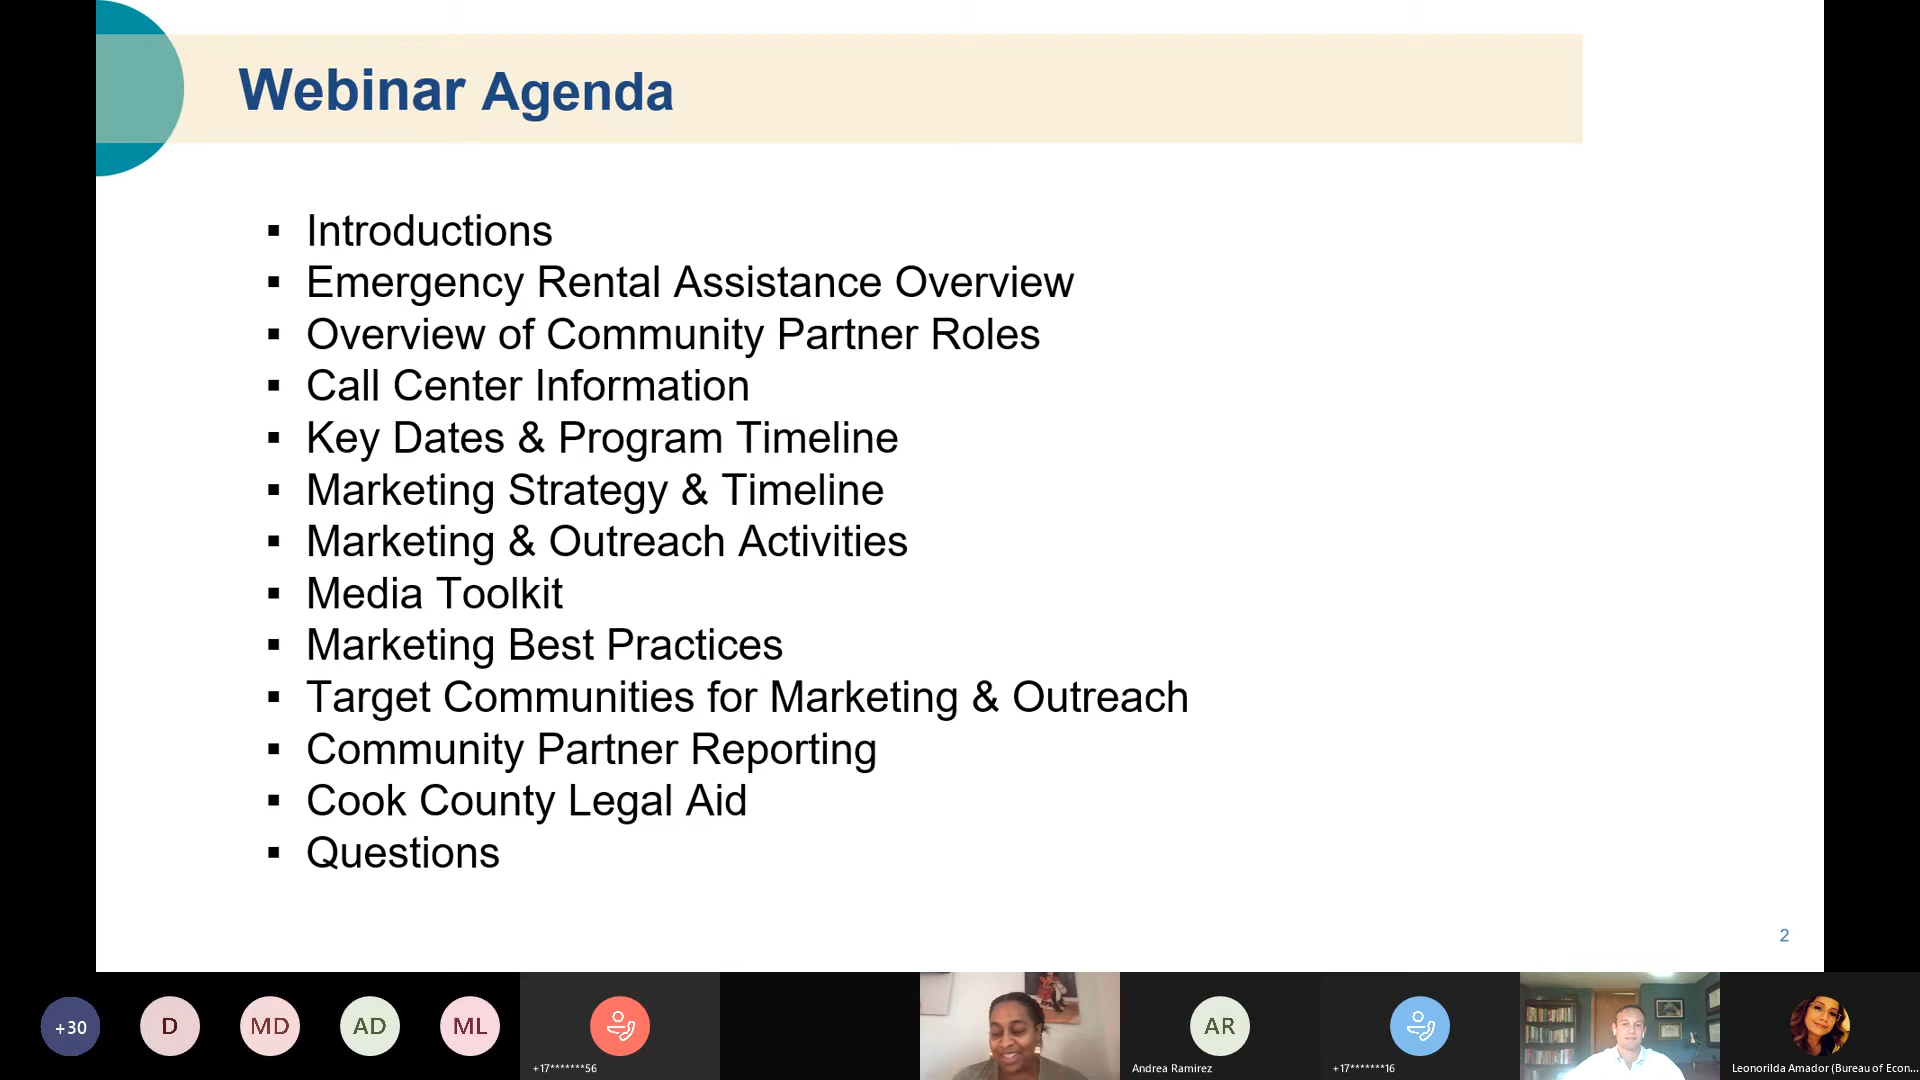 Webinar Agenda
▪ Introductions
▪ Emergency Rental Assistance Overview
▪ Overview of Community Partner Roles
▪ Call Center Information
▪ Key Dates & Program Timeline
▪ Marketing Strategy & Timeline
▪ Marketing & Outreach Activities
▪ Media Toolkit
▪ Marketing Best Practices
▪ Target Communities for Marketing & Outreach
▪ Community Partner Reporting
▪ Cook County Legal Aid
▪ Questions
2
+30
D
MD
AD
ML
+17*******56
AR
Andrea Ramirez
+17*******16
Leonorilda Amador (Bureau of Econ...